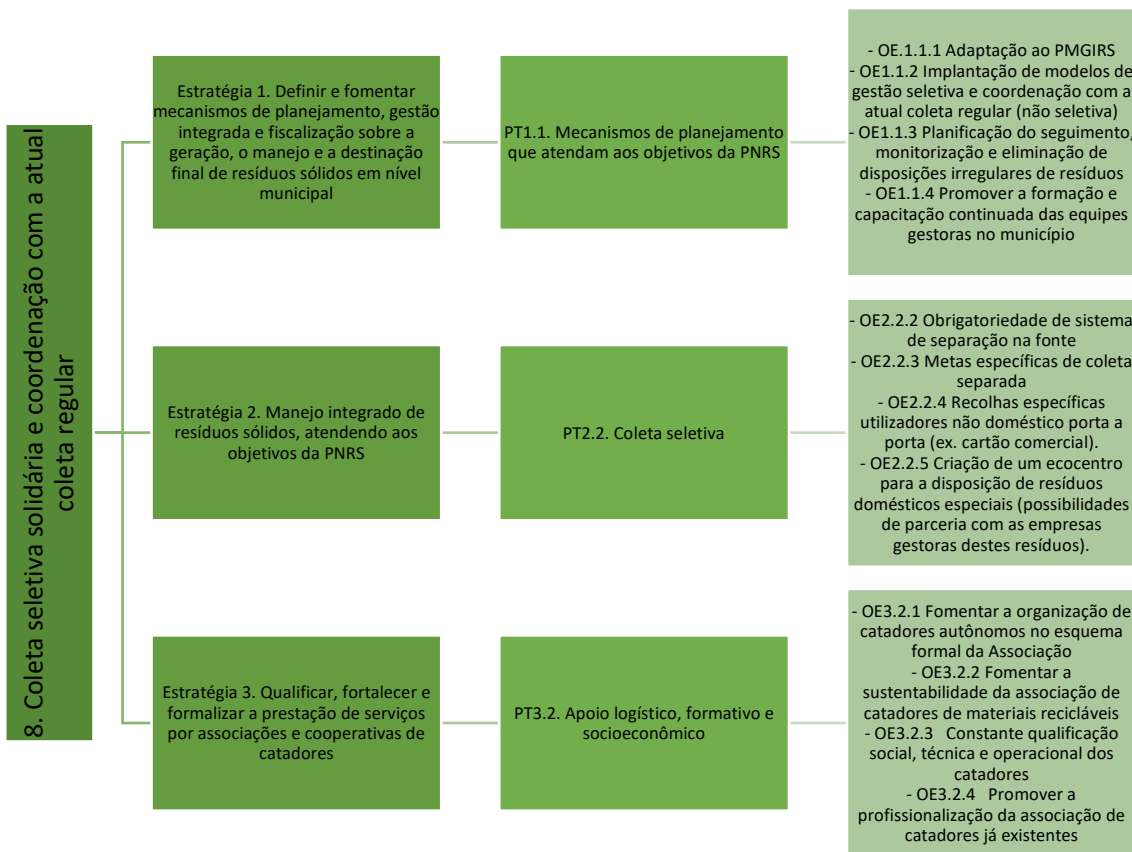 8. Coleta seletiva solidária e coordenação com a atual
coleta regular
Estratégia 1. Definir e fomentar
mecanismos de planejamento, gestão
integrada e fiscalização sobre a
geração, o manejo e a destinação
final de resíduos sólidos em nível
municipal
PT1.1. Mecanismos de planejamento
que atendam aos objetivos da PNRS
- OE.1.1.1 Adaptação ao PMGIRS
- OE1.1.2 Implantação de modelos de
gestão seletiva e coordenação com a
atual coleta regular (não seletiva)
- OE1.1.3 Planificação do seguimento,
monitorização e eliminação de
disposições irregulares de resíduos
- OE1.1.4 Promover a formação e
capacitação continuada das equipes
gestoras no município
Estratégia 2. Manejo integrado de
resíduos sólidos, atendendo aos
objetivos da PNRS
PT2.2. Coleta seletiva
- OE2.2.2 Obrigatoriedade de sistema
de separação na fonte
- OE2.2.3 Metas específicas de coleta
separada
- OE2.2.4 Recolhas específicas
utilizadores não doméstico porta a
porta (ex. cartão comercial).
- OE2.2.5 Criação de um ecocentro
para a disposição de resíduos
domésticos especiais (possibilidades
de parceria com as empresas
gestoras destes resíduos).
Estratégia 3. Qualificar, fortalecer e
formalizar a prestação de serviços
por associações e cooperativas de
catadores
PT3.2. Apoio logístico, formativo e
socioeconômico
- OE3.2.1 Fomentar a organização de
catadores autônomos no esquema
formal da Associação
- OE3.2.2 Fomentar a
sustentabilidade da associação de
catadores de materiais recicláveis
- OE3.2.3 Constante qualificação
social, técnica e operacional dos
catadores
- OE3.2.4 Promover a
profissionalização da associação de
catadores já existentes